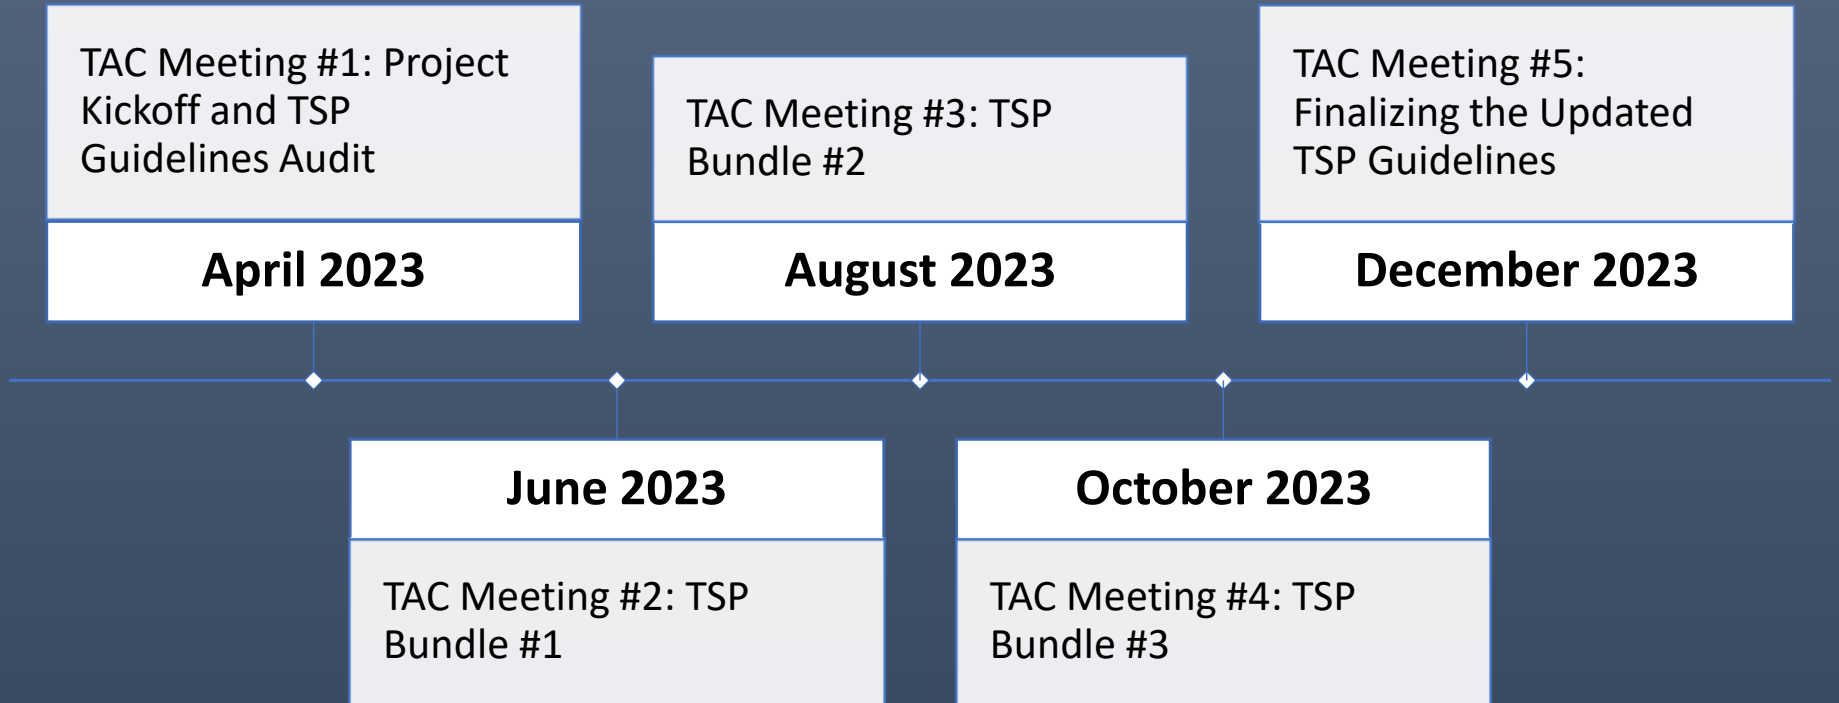 TAC Meeting #1: Project
Kickoff and TSP
Guidelines Audit
April 2023
TAC Meeting #3: TSP
Bundle #2
August 2023
TAC Meeting #5:
Finalizing the Updated
TSP Guidelines
December 2023
June 2023
TAC Meeting #2: TSP
Bundle #1
October 2023
TAC Meeting #4: TSP
Bundle #3